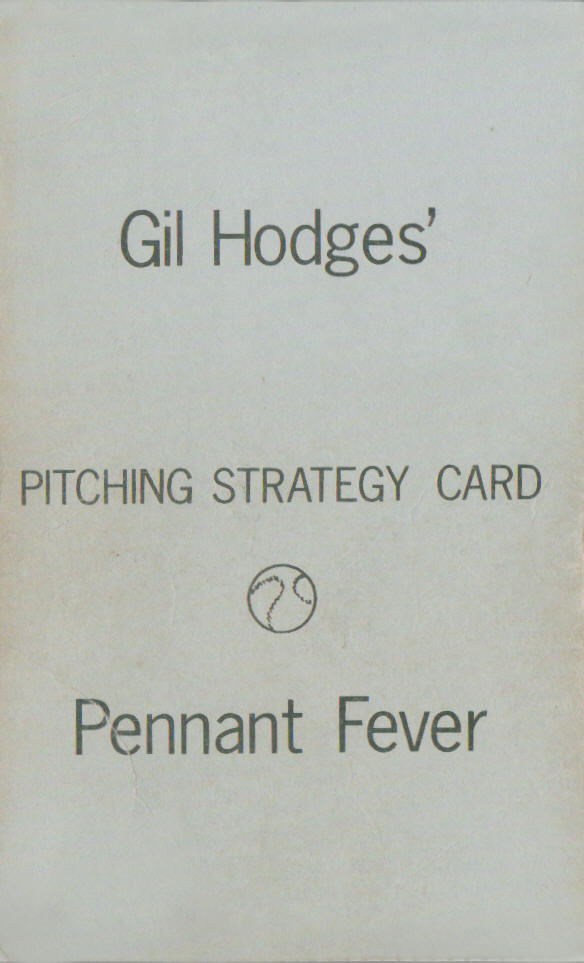 Gil Hodges'
PITCHING STRATEGY CARD
Pennant Fever